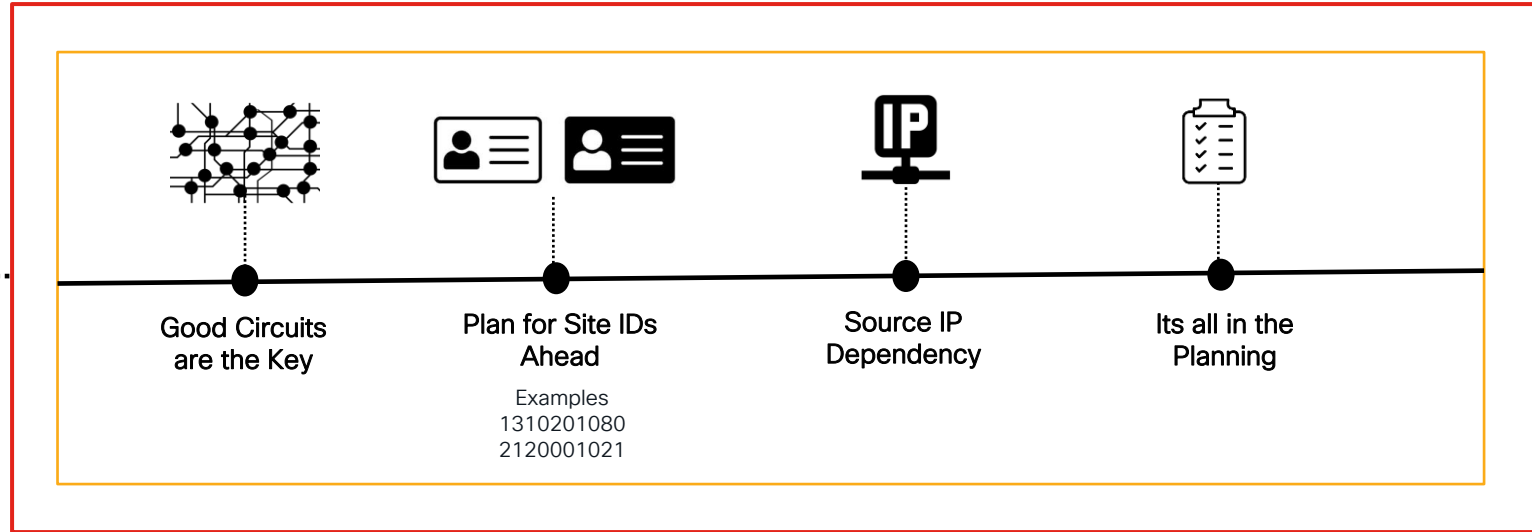 IP
Good Circuits
are the Key
Plan for Site IDs
Ahead
Examples
1310201080
2120001021
Source IP
Dependency
Its all in the
Planning